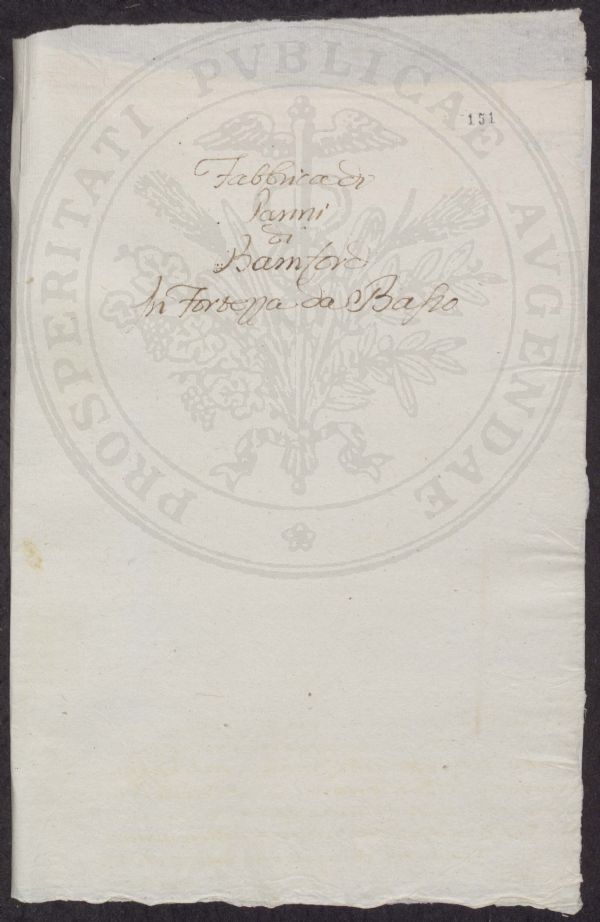 PROSPERITATI PVBLICAE AVGENDAE
151
Fabbrica di
Panni
di
Bamford
In Fortezza da Basso